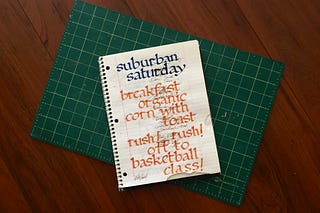 suburban
saturday
breakfast
organic
corn with
toast
rush! rush!
off to
basketball
class!